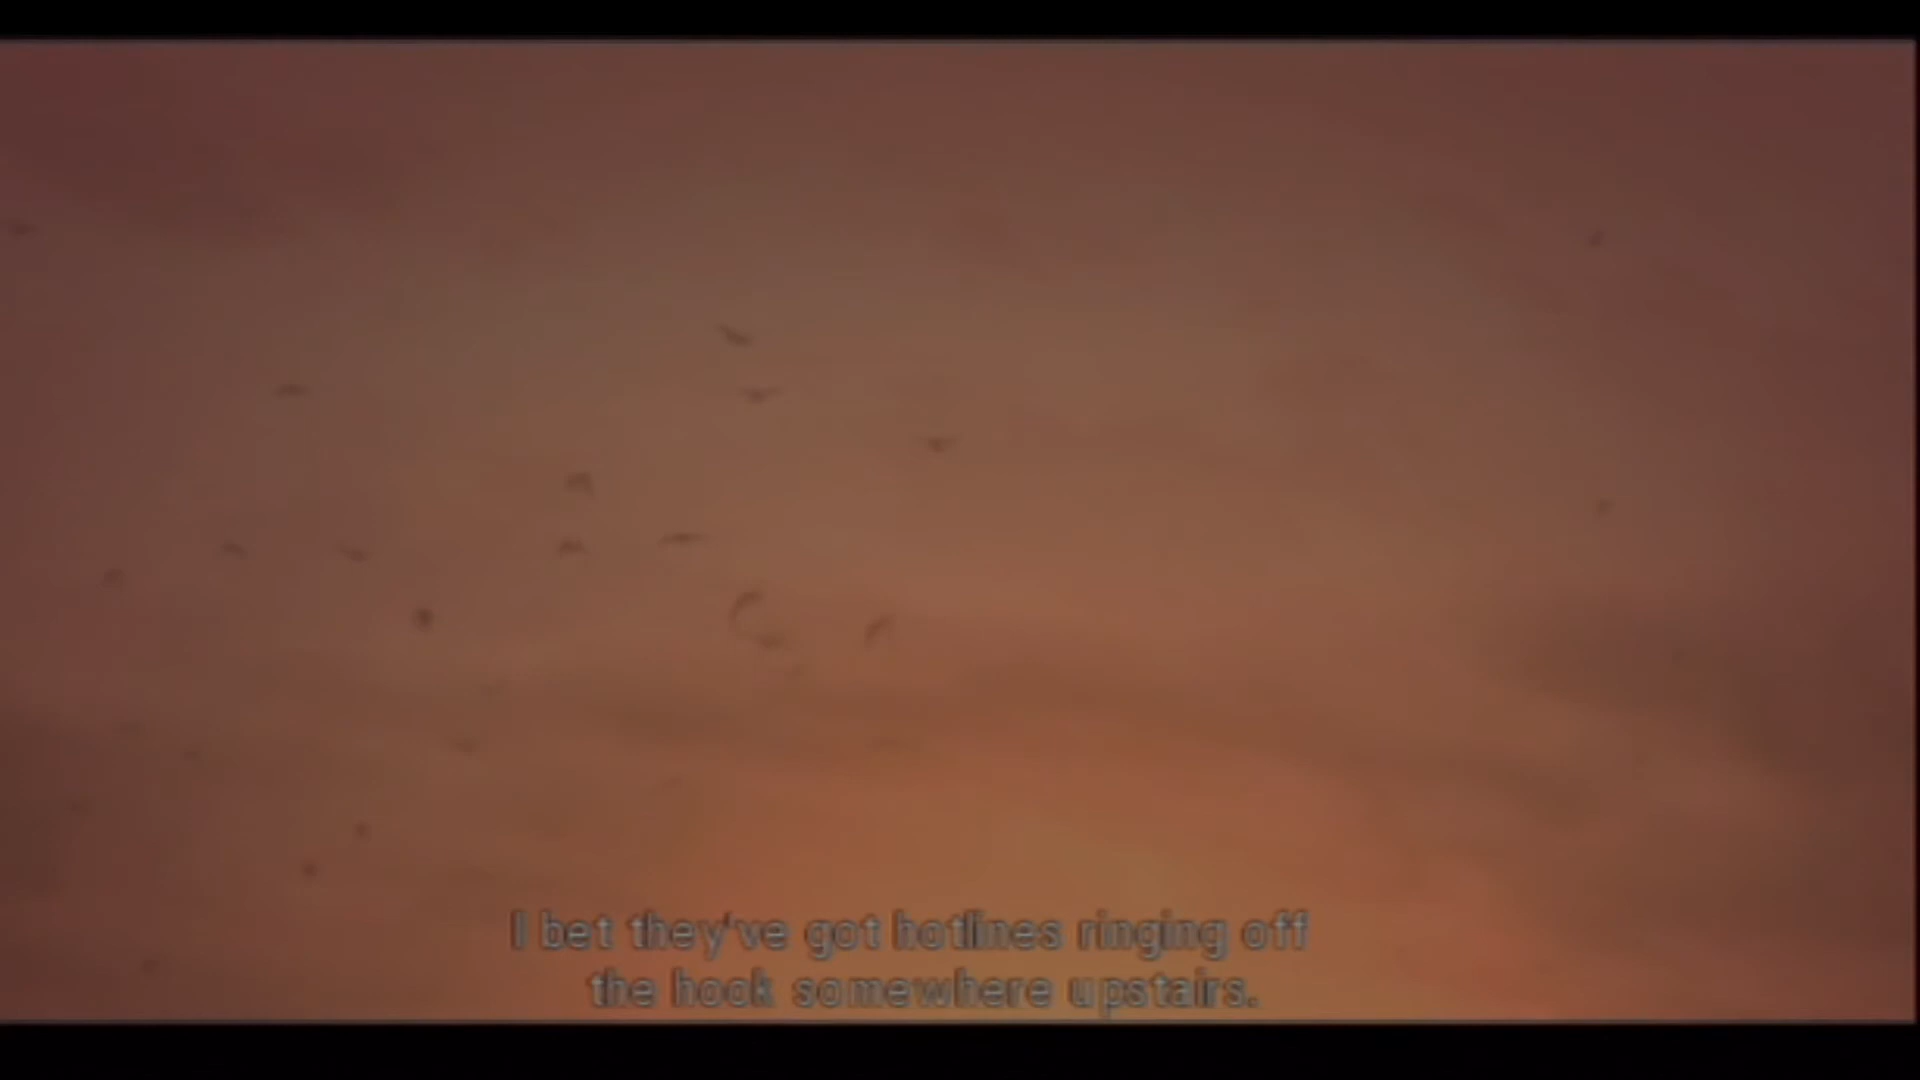 I bet they've got hotlines ringing off
the hook somewhere upstairs.